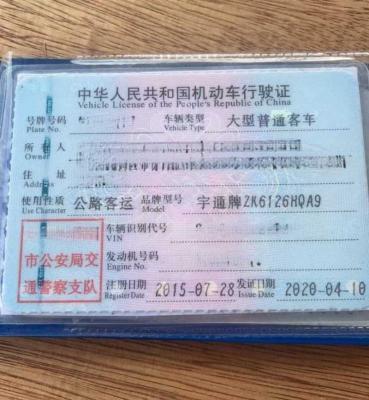 中华人民共和国机动车行驶证
Vehicle License of the People's Republic of China
号牌号码 车辆类型 大型普通客车
Plate No. Vehicle Type
所有人
Owner
住址
Address
使用性质 公路客运 品牌型号 宇通牌ZK6126HQA9
Use Character Model
车辆识别代号
VIN
市公安局交
通警察支队
发动机号码
Engine No.
注册日期 2015-07-28 发证日期 2020-04-10
Register Date Issue Date